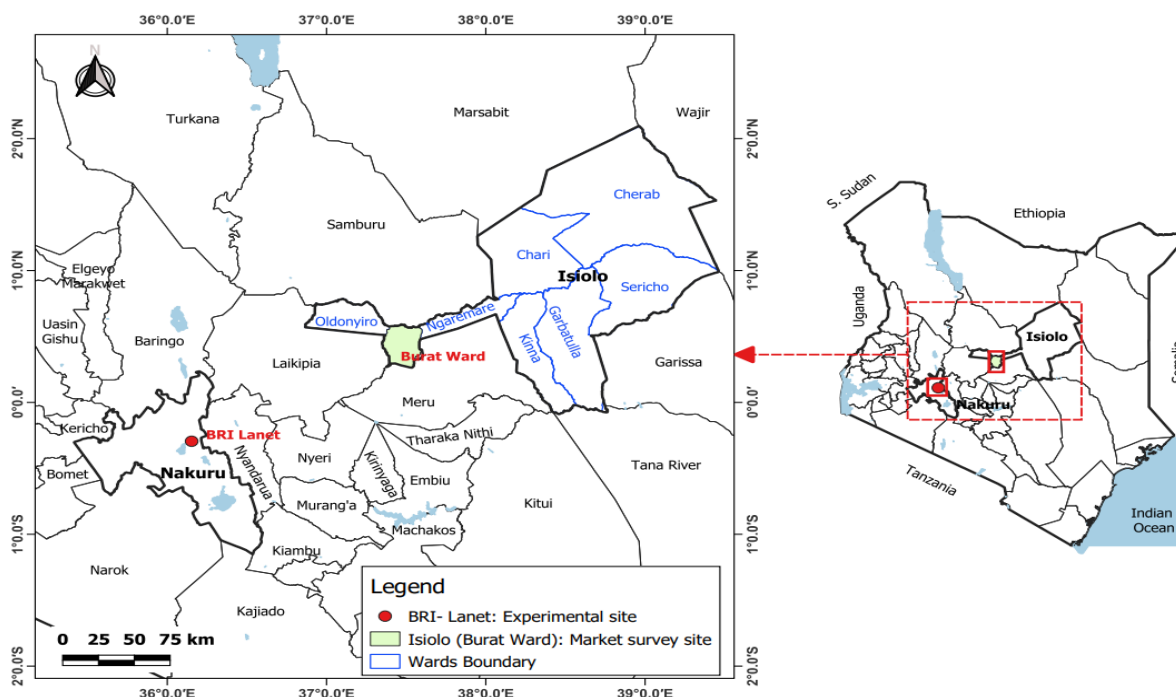 36°0.0'E 37°0.0'E 38°0.0'E 39°0.0'E
N
Turkana
Marsabit
Wajir
2°0.0'N
2°0.0'N
Samburu
Cherab
Chari
Isiolo
Sericho
1°0.0'N
1°0.0'N
Elgeyo
Marakwet
Uasin
Gishu
Baringo
Oldonyiro
Ngaremare
Garbatulla
Kinna
Burat Ward
Laikipia
Garissa
Meru
0°0.0'
0°0.0'
Kericho
BRI Lanet
Nakuru
Bomet
Nyandarua
Nyeri
Kirinyaga
Tharaka Nithi
Embiu
Tana River
Murang'a
Machakos
Kitui
Kiambu
1°0.0'S
1°0.0'S
Narok
Kajiado
0 25 50 75 km
Legend
BRI- Lanet: Experimental site
Isiolo (Burat Ward): Market survey site
Wards Boundary
2°0.0'S
2°0.0'S
36°0.0'E 37°0.0'E 38°0.0'E 39°0.0'E
S. Sudan
Ethiopia
Uganda
Isiolo
Nakuru
Tanzania
Indian
Ocean